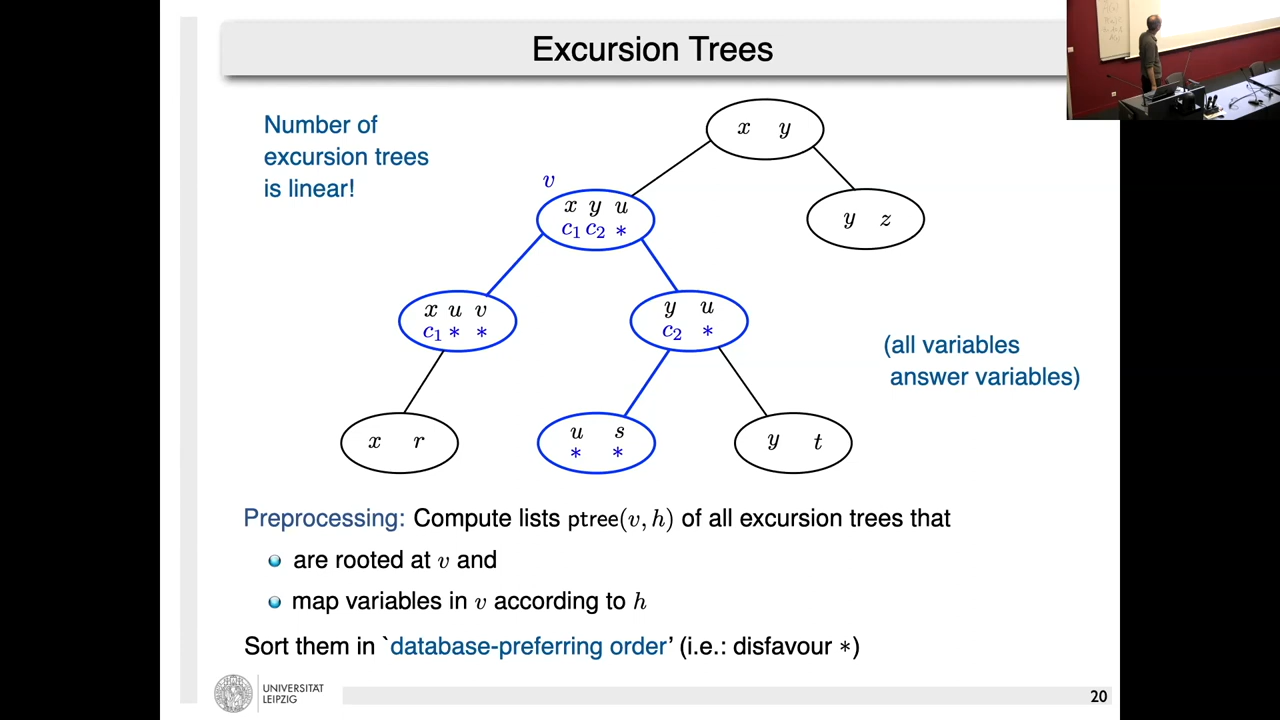 Excursion Trees
Number of
excursion trees
is linear!
x y
v
x y u
c₁ c₂ *
y z
x u v
c₁ * *
y u
c₂ *
(all variables
answer variables)
x r
u s
* *
y t
Preprocessing: Compute lists ptree(v, h) of all excursion trees that
are rooted at v and
map variables in v according to h
Sort them in `database-preferring order' (i.e.: disfavour *)
UNIVERSITÄT
LEIPZIG
20